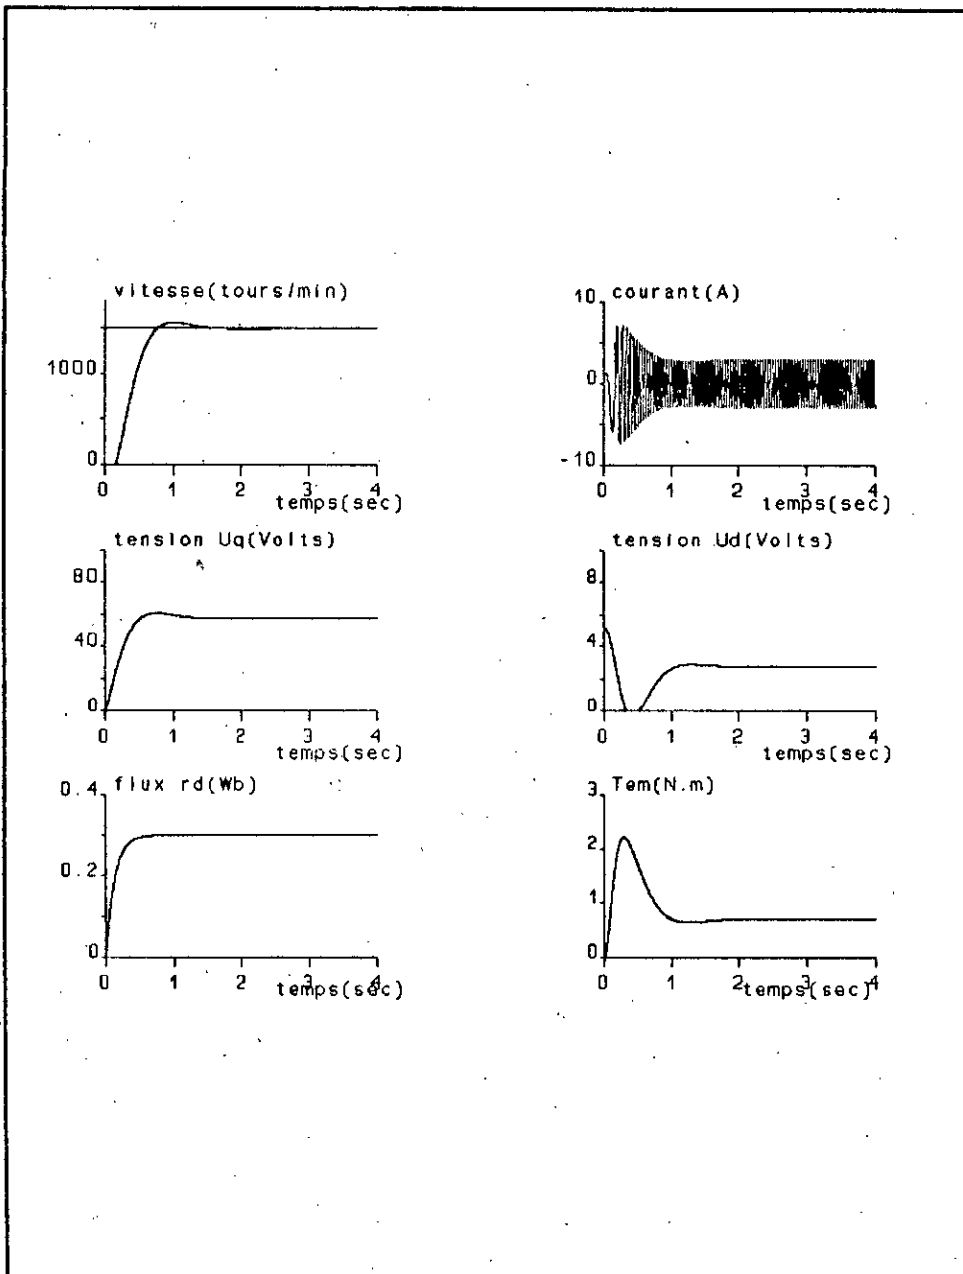 vitesse(tours/min)
1000
0
0 1 2 3 4
temps(sec)
courant(A)
10
0
-10
0 1 2 3 4
temps(sec)
tension Uq(Volts)
80
40
0
0 1 2 3 4
temps(sec)
tension Ud(Volts)
8
4
0
0 1 2 3 4
temps(sec)
flux rd(Wb)
0.4
0.2
0
0 1 2 3 4
temps(sec)
Tem(N.m)
3
2
1
0
0 1 2 3 4
temps(sec)